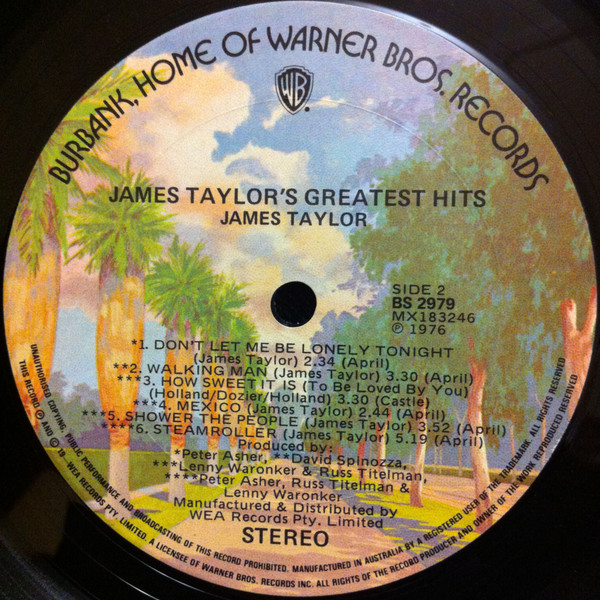 BURBANK, HOME OF WARNER BROS. RECORDS
WB
JAMES TAYLOR'S GREATEST HITS
JAMES TAYLOR
SIDE 2
BS 2979
MX183246
Ⓟ 1976
*1. DON'T LET ME BE LONELY TONIGHT
(James Taylor) 2.34 (April)
**2. WALKING MAN (James Taylor) 3.30 (April)
***3. HOW SWEET IT IS (To Be Loved By You)
(Holland/Dozier/Holland) 3.30 (Castle)
***4. MEXICO (James Taylor) 2.44 (April)
***5. SHOWER THE PEOPLE (James Taylor) 3.52 (April)
****6. STEAMROLLER (James Taylor) 5.19 (April)
Produced by:
*Peter Asher, **David Spinozza,
***Lenny Waronker & Russ Titelman,
****Peter Asher, Russ Titelman &
Lenny Waronker
Manufactured & Distributed by
WEA Records Pty. Limited
STEREO
UNAUTHORISED COPYING, PUBLIC PERFORMANCE AND BROADCASTING OF THIS RECORD PROHIBITED. MANUFACTURED IN AUSTRALIA BY A REGISTERED USER OF THE TRADEMARK. ALL RIGHTS RESERVED
THIS RECORD Ⓟ AND © 19 WEA RECORDS PTY. LIMITED. A LICENSEE OF WARNER BROS. RECORDS INC. ALL RIGHTS OF THE RECORD PRODUCER AND OWNER OF THE WORK REPRODUCED RESERVED.